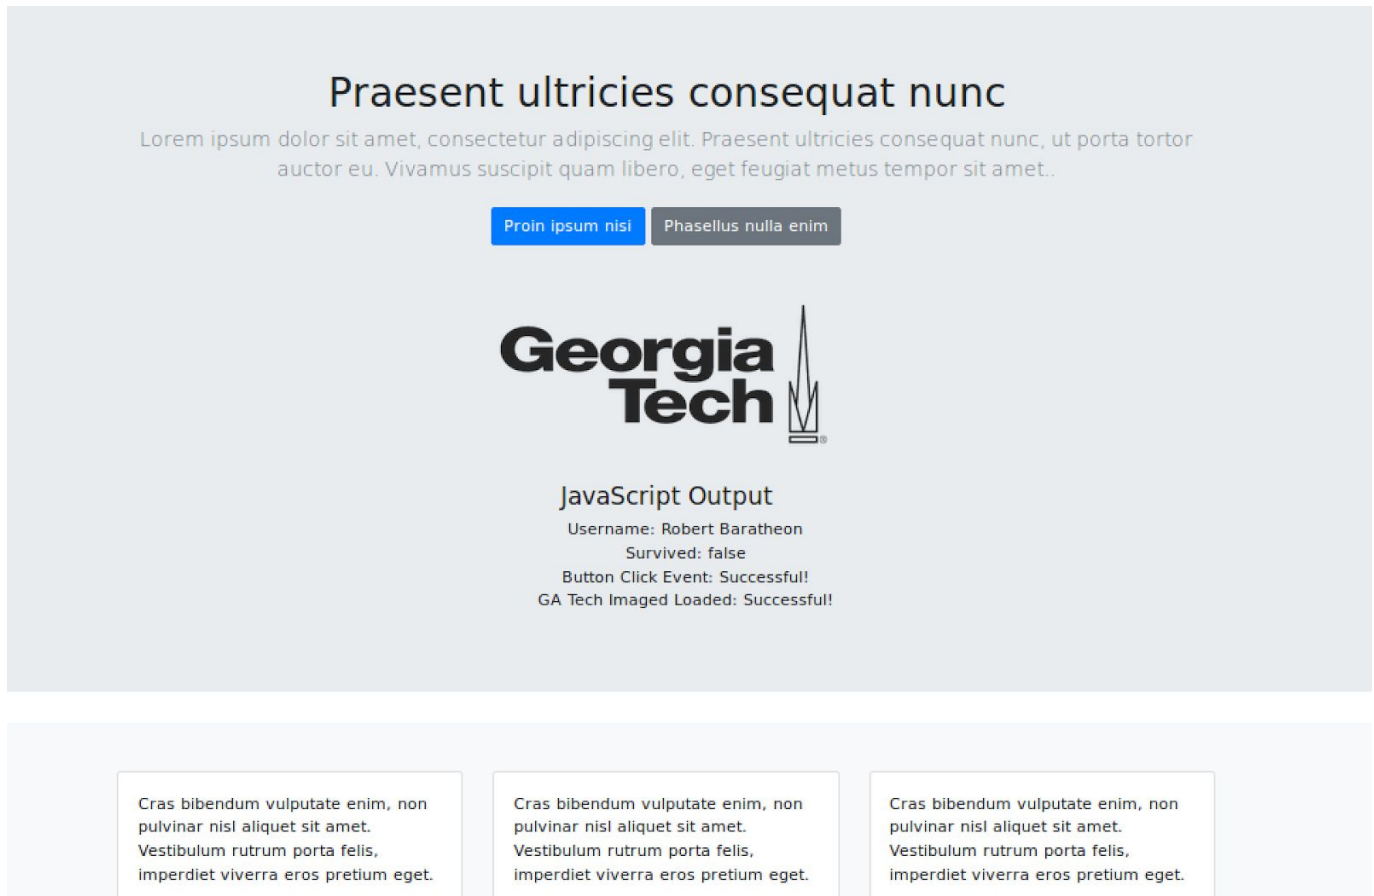 Praesent ultricies consequat nunc
Lorem ipsum dolor sit amet, consectetur adipiscing elit. Praesent ultricies consequat nunc, ut porta tortor
auctor eu. Vivamus suscipit quam libero, eget feugiat metus tempor sit amet..
Proin ipsum nisi Phasellus nulla enim
Georgia
Tech
®
JavaScript Output
Username: Robert Baratheon
Survived: false
Button Click Event: Successful!
GA Tech Imaged Loaded: Successful!
Cras bibendum vulputate enim, non
pulvinar nisl aliquet sit amet.
Vestibulum rutrum porta felis,
imperdiet viverra eros pretium eget.
Cras bibendum vulputate enim, non
pulvinar nisl aliquet sit amet.
Vestibulum rutrum porta felis,
imperdiet viverra eros pretium eget.
Cras bibendum vulputate enim, non
pulvinar nisl aliquet sit amet.
Vestibulum rutrum porta felis,
imperdiet viverra eros pretium eget.